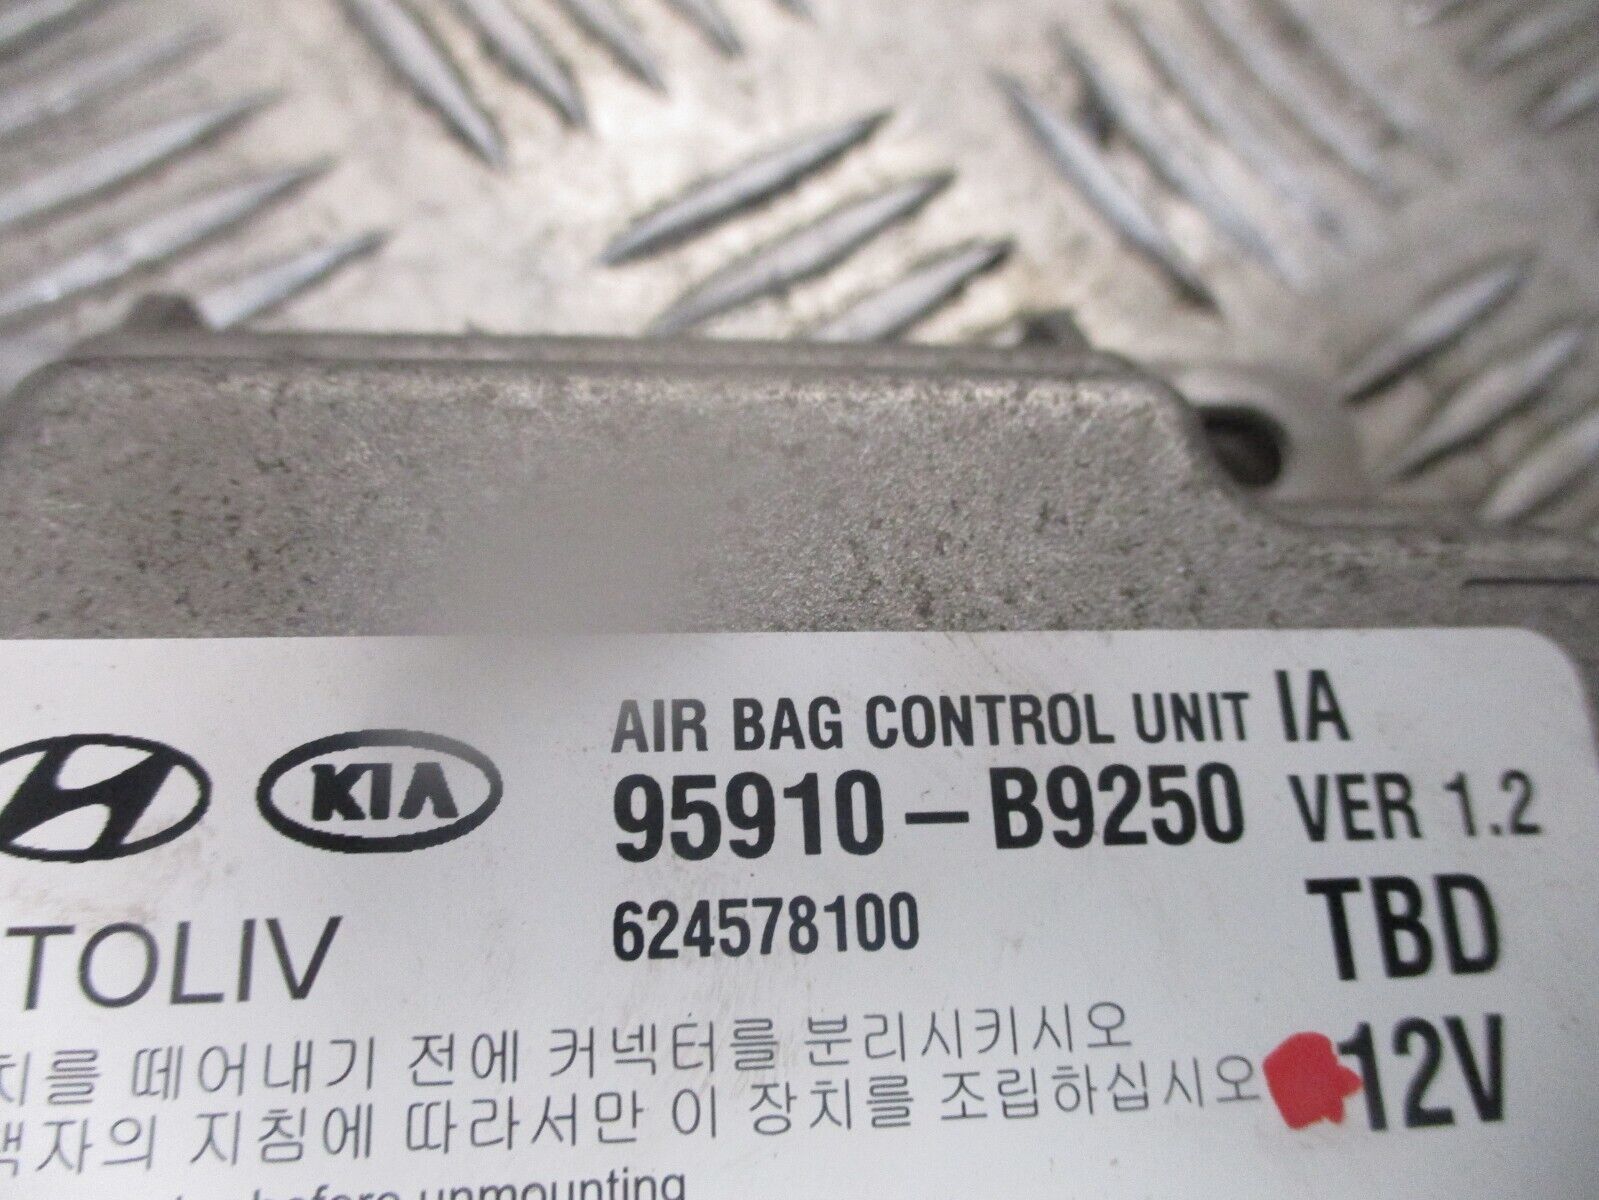 AIR BAG CONTROL UNIT IA
KIA
95910-B9250 VER 1.2
624578100 TBD
TOLIV
12V
치를 떼어내기 전에 커넥터를 분리시키시오
책자의 지침에 따라서만 이 장치를 조립하십시오
before unmounting